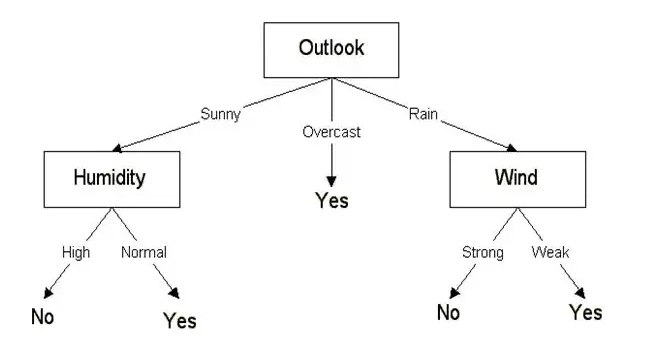 Outlook
Sunny
Overcast
Rain
Humidity
Yes
Wind
High
Normal
Strong
Weak
No
Yes
No
Yes